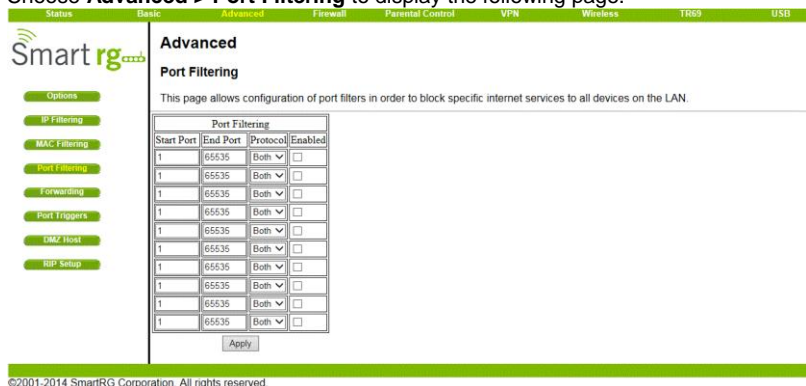 Choose Advanced > Port Filtering to display the following page.
Status Basic Advanced Firewall Parental Control VPN Wireless TR69 USB
Smart rg
Advanced
Port Filtering
This page allows configuration of port filters in order to block specific internet services to all devices on the LAN.
Options
IP Filtering
MAC Filtering
Port Filtering
Forwarding
Port Triggers
DMZ Host
RIP Setup
Port Filtering
Start Port End Port Protocol Enabled
1 65535 Both
1 65535 Both
1 65535 Both
1 65535 Both
1 65535 Both
1 65535 Both
1 65535 Both
1 65535 Both
1 65535 Both
1 65535 Both
Apply
©2001-2014 SmartRG Corporation. All rights reserved.